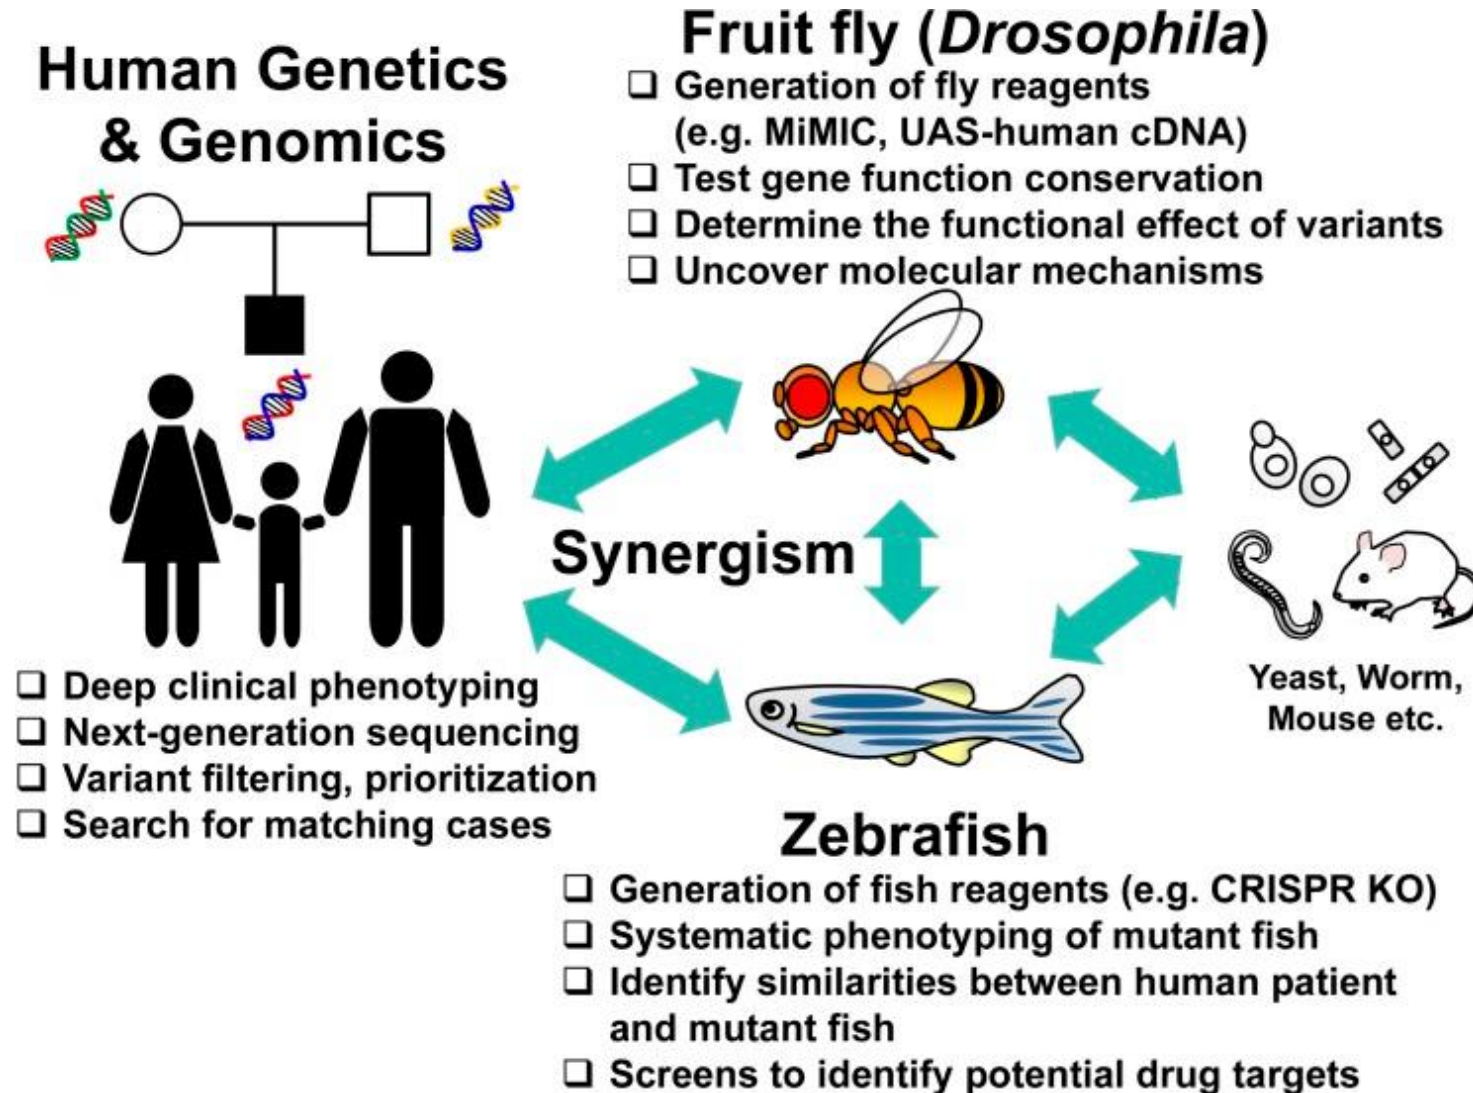 Human Genetics
& Genomics
Fruit fly (Drosophila)
❑ Generation of fly reagents
(e.g. MiMIC, UAS-human cDNA)
❑ Test gene function conservation
❑ Determine the functional effect of variants
❑ Uncover molecular mechanisms
Synergism
❑ Deep clinical phenotyping
❑ Next-generation sequencing
❑ Variant filtering, prioritization
❑ Search for matching cases
Yeast, Worm,
Mouse etc.
Zebrafish
❑ Generation of fish reagents (e.g. CRISPR KO)
❑ Systematic phenotyping of mutant fish
❑ Identify similarities between human patient
and mutant fish
❑ Screens to identify potential drug targets